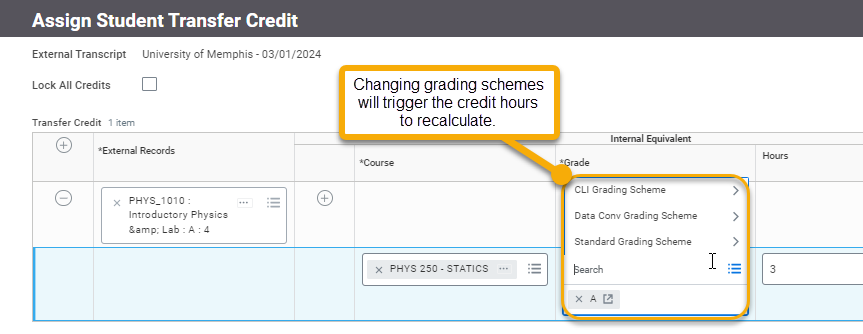 Assign Student Transfer Credit
External Transcript University of Memphis - 03/01/2024
Lock All Credits
Changing grading schemes
will trigger the credit hours
to recalculate.
Transfer Credit 1 item
Internal Equivalent
*External Records
*Course
*Grade
Hours
PHYS_1010 :
Introductory Physics
&amp; Lab : A : 4
CLI Grading Scheme
Data Conv Grading Scheme
Standard Grading Scheme
PHYS 250 - STATICS
Search
3
A